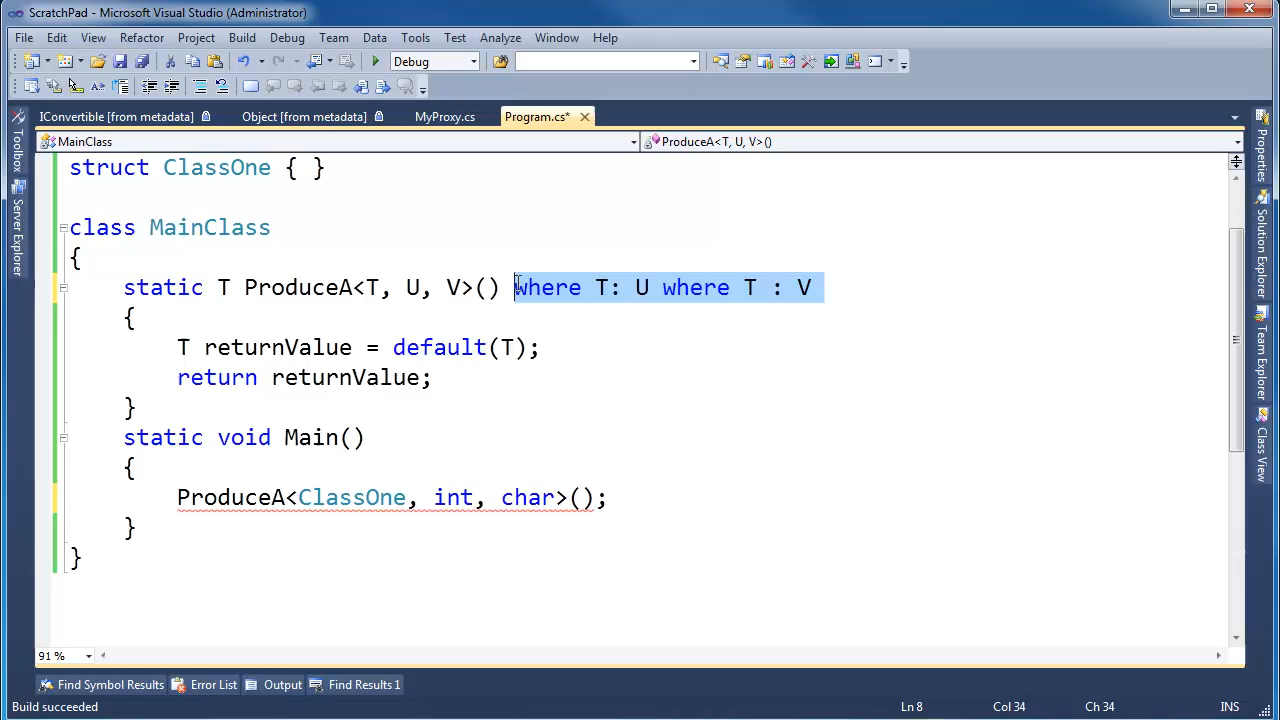 ScratchPad - Microsoft Visual Studio (Administrator)
File Edit View Refactor Project Build Debug Team Data Tools Test Analyze Window Help
Debug
IConvertible [from metadata] Object [from metadata] MyProxy.cs Program.cs*
MainClass ProduceA<T, U, V>()
struct ClassOne { }
class MainClass
{
static T ProduceA<T, U, V>() where T: U where T : V
{
T returnValue = default(T);
return returnValue;
}
static void Main()
{
ProduceA<ClassOne, int, char>();
}
}
Toolbox
Server Explorer
Properties
Solution Explorer
Team Explorer
Class View
91 %
Find Symbol Results Error List Output Find Results 1
Build succeeded Ln 8 Col 34 Ch 34 INS